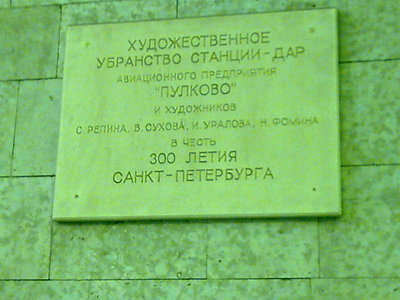 ХУДОЖЕСТВЕННОЕ
УБРАНСТВО СТАНЦИИ-ДАР
АВИАЦИОННОГО ПРЕДПРИЯТИЯ
"ПУЛКОВО"
И ХУДОЖНИКОВ
С. РЕПИНА, В. СУХОВА, И. УРАЛОВА, Н. ФОМИНА
В ЧЕСТЬ
300 ЛЕТИЯ
САНКТ-ПЕТЕРБУРГА